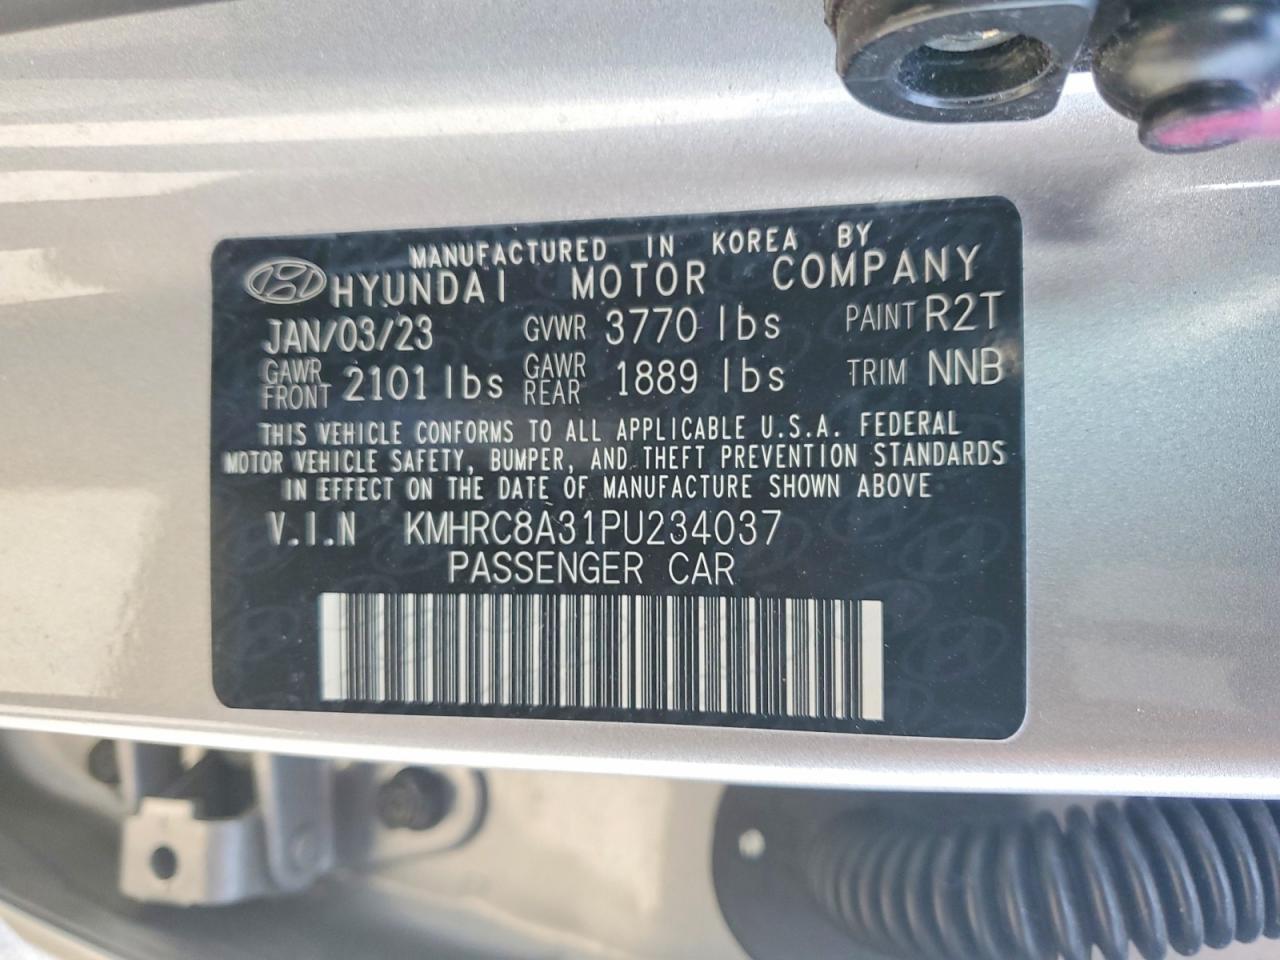 MANUFACTURED IN KOREA BY
HYUNDAI MOTOR COMPANY
JAN/03/23 GVWR 3770 lbs PAINT R2T
GAWR FRONT 2101 lbs GAWR REAR 1889 lbs TRIM NNB
THIS VEHICLE CONFORMS TO ALL APPLICABLE U.S.A. FEDERAL
MOTOR VEHICLE SAFETY, BUMPER, AND THEFT PREVENTION STANDARDS
IN EFFECT ON THE DATE OF MANUFACTURE SHOWN ABOVE
V.I.N KMHRC8A31PU234037
PASSENGER CAR